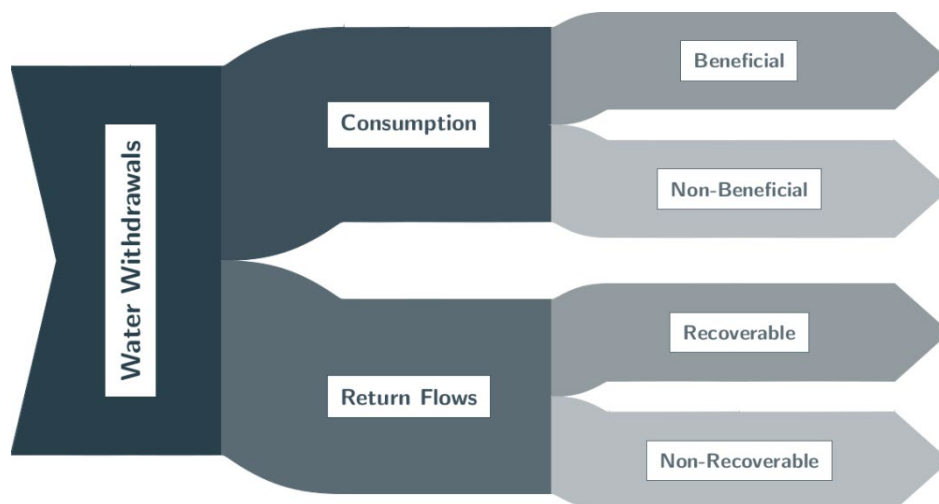 Water Withdrawals
Consumption
Beneficial
Non-Beneficial
Return Flows
Recoverable
Non-Recoverable